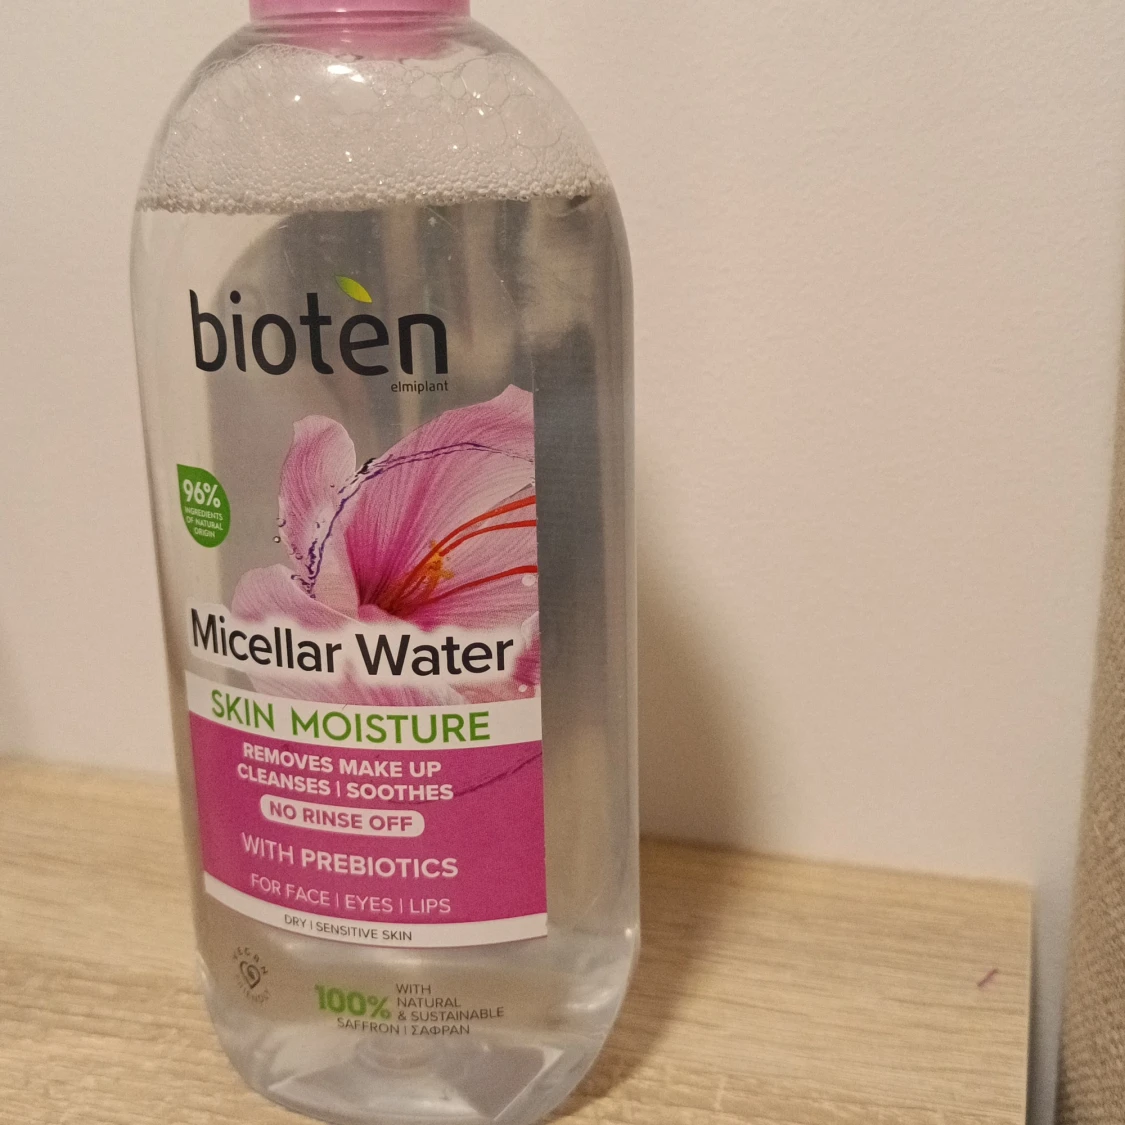 bioten
elmiplant
96%
INGREDIENTS
OF NATURAL
ORIGIN
Micellar Water
SKIN MOISTURE
REMOVES MAKE UP
CLEANSES | SOOTHES
NO RINSE OFF
WITH PREBIOTICS
FOR FACE | EYES | LIPS
DRY | SENSITIVE SKIN
VEGAN
100%
WITH
NATURAL
& SUSTAINABLE
SAFFRON | ΣΑΦΡΑΝ